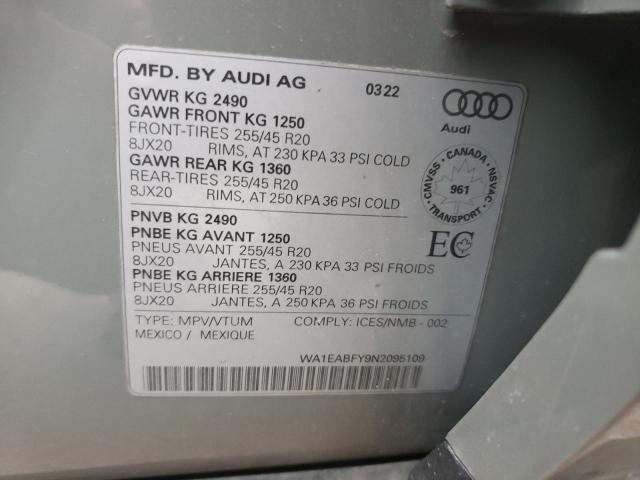 MFD. BY AUDI AG 0322
GVWR KG 2490
GAWR FRONT KG 1250
FRONT-TIRES 255/45 R20
8JX20 RIMS, AT 230 KPA 33 PSI COLD
GAWR REAR KG 1360
REAR-TIRES 255/45 R20
8JX20 RIMS, AT 250 KPA 36 PSI COLD
Audi
CMVSS - CANADA - NSVAC
961
TRANSPORT
PNVB KG 2490
PNBE KG AVANT 1250
PNEUS AVANT 255/45 R20
8JX20 JANTES, A 230 KPA 33 PSI FROIDS
PNBE KG ARRIERE 1360
PNEUS ARRIERE 255/45 R20
8JX20 JANTES, A 250 KPA 36 PSI FROIDS
EC
TYPE: MPV/VTUM COMPLY: ICES/NMB - 002
MEXICO / MEXIQUE
WA1EABFY9N2095109